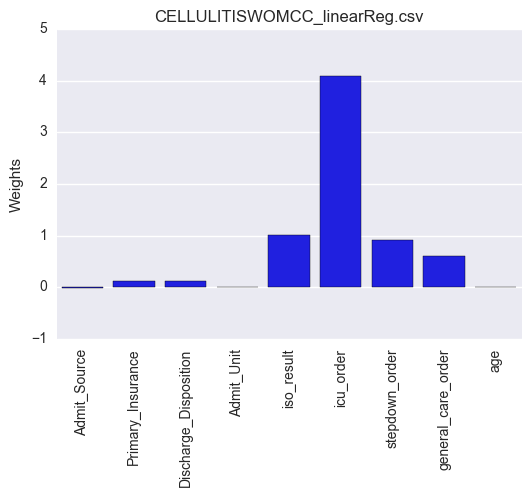 CELLULITISWOMCC_linearReg.csv
5
4
3
2
1
0
−1
Weights
Admit_Source
Primary_Insurance
Discharge_Disposition
Admit_Unit
iso_result
icu_order
stepdown_order
general_care_order
age